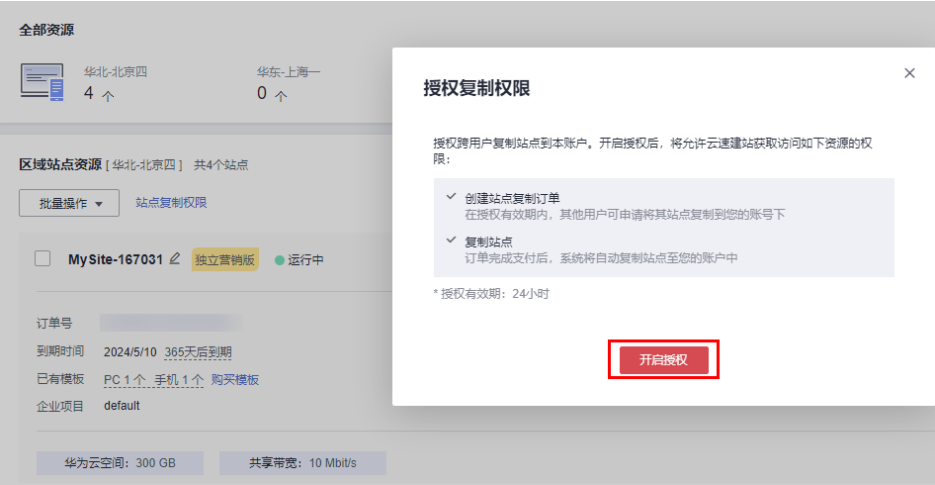 全部资源
华北-北京四
华东-上海一
4 个
0 个
区域站点资源 [ 华北-北京四 ] 共4个站点
批量操作
站点复制权限
MySite-167031
独立营销版
运行中
订单号
到期时间 2024/5/10 365天后到期
已有模板 PC 1 个 手机 1 个 购买模板
企业项目 default
华为云空间：300 GB
共享带宽：10 Mbit/s
授权复制权限
授权跨用户复制站点到本账户。开启授权后，将允许云速建站获取访问如下资源的权
限：
创建站点复制订单
在授权有效期内，其他用户可申请将其站点复制到您的账号下
复制站点
订单完成支付后，系统将自动复制站点至您的账户中
* 授权有效期：24小时
开启授权